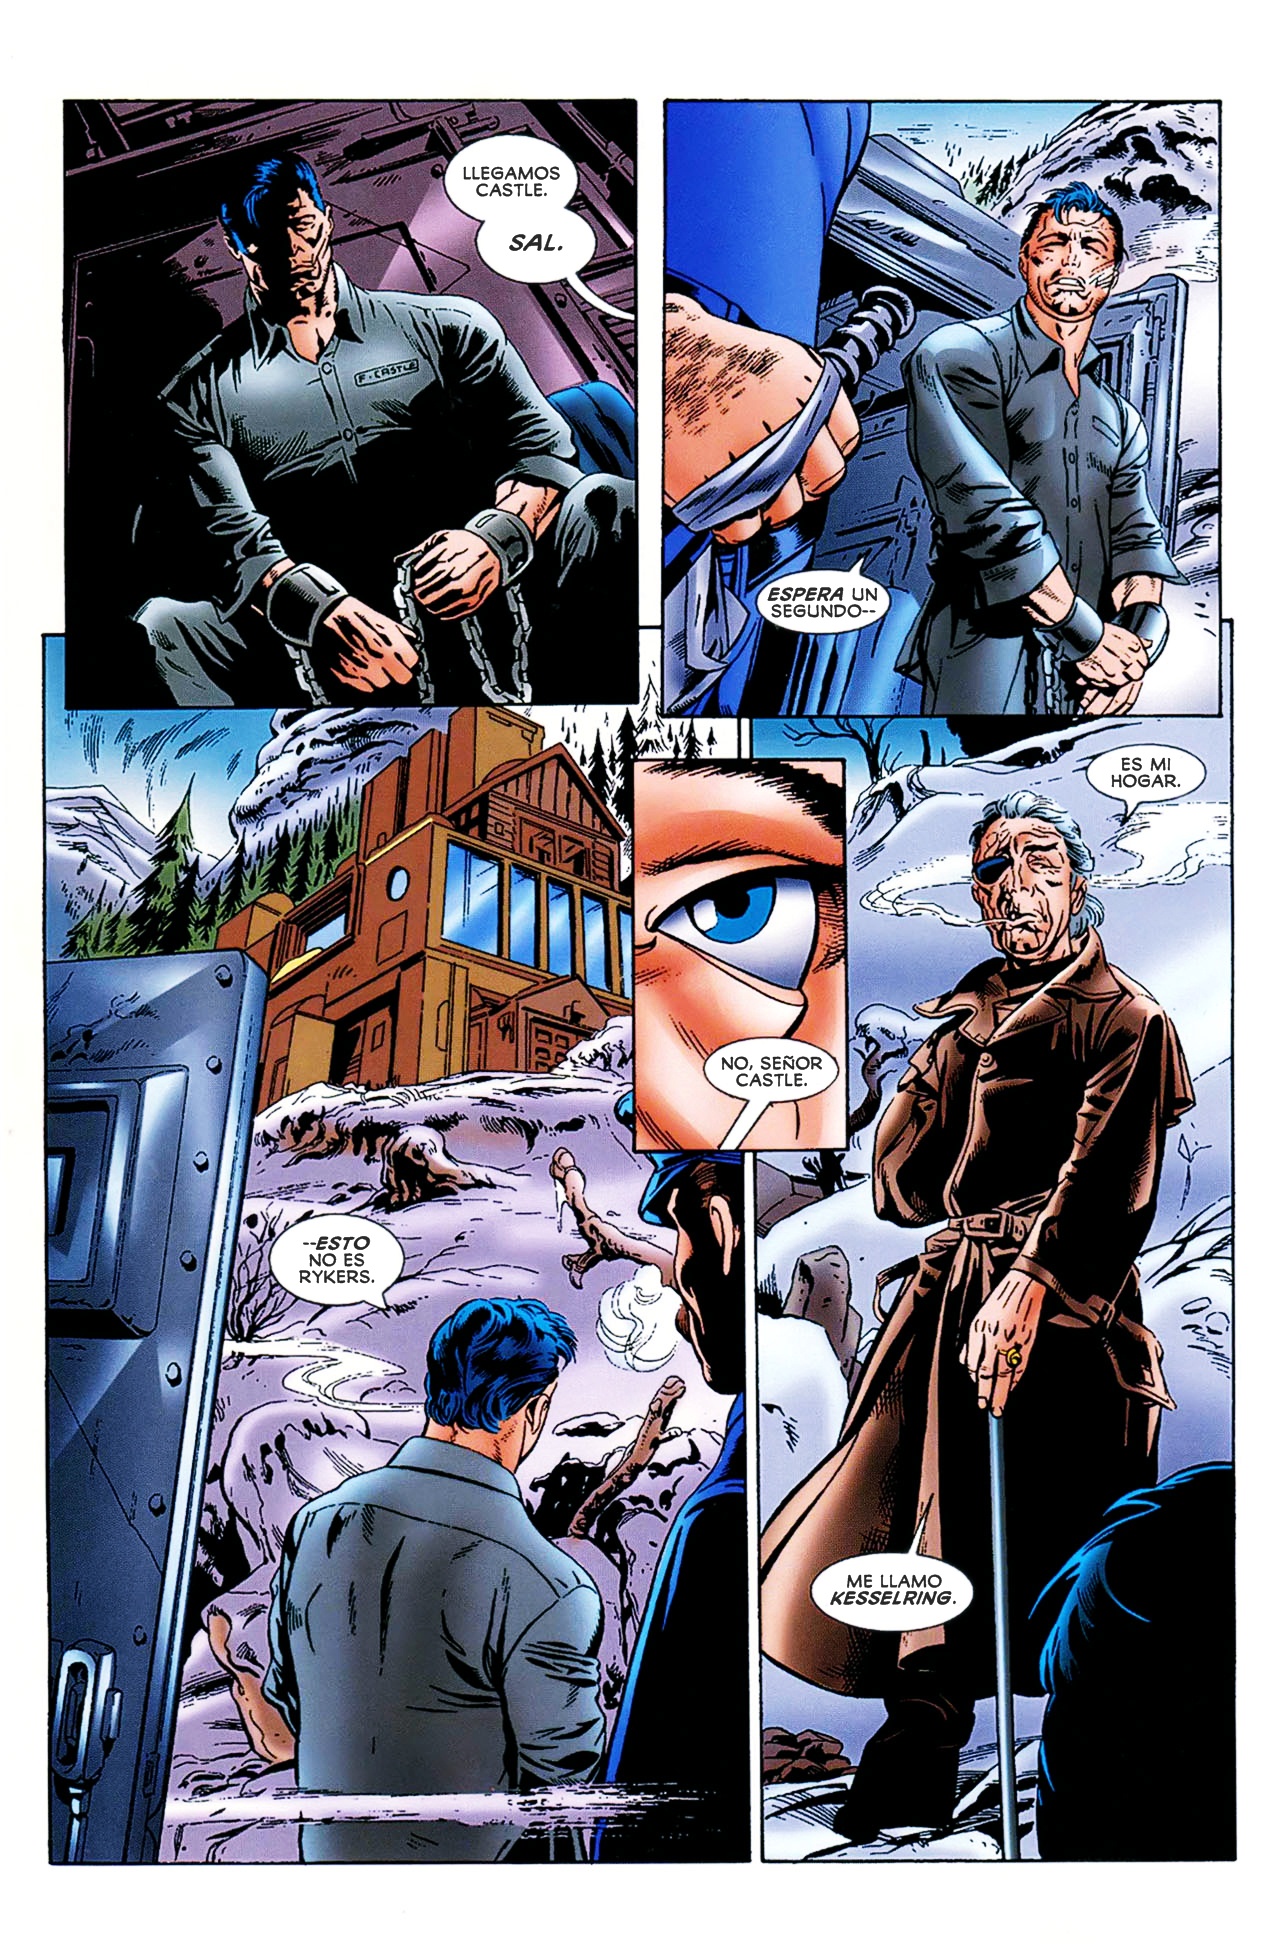 LLEGAMOS
CASTLE.
SAL.
F. CASTLE
ESPERA UN
SEGUNDO--
--ESTO
NO ES
RYKERS.
NO, SEÑOR
CASTLE.
ES MI
HOGAR.
ME LLAMO
KESSELRING.